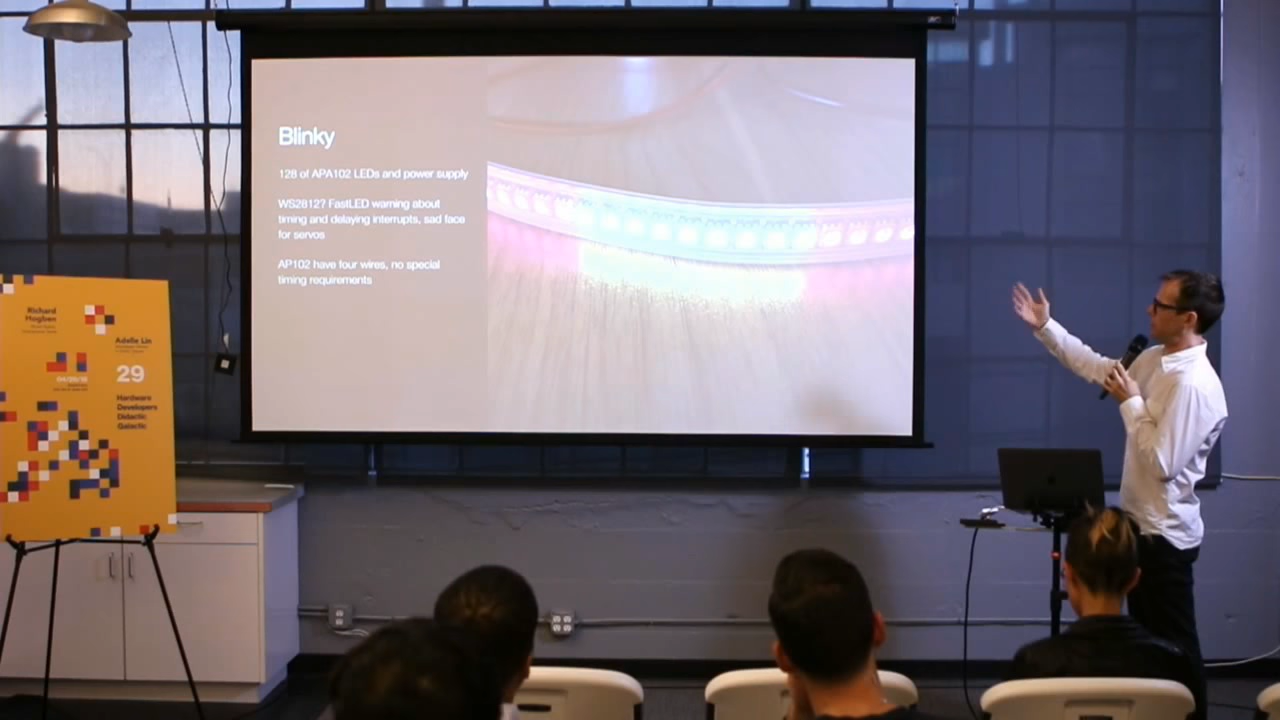 Blinky
128 of APA102 LEDs and power supply
WS2812? FastLED warning about
timing and delaying interrupts, sad face
for servos
AP102 have four wires, no special
timing requirements
Richard
Hogben
Adelle Lin
29
Hardware
Developers
Didactic
Galactic